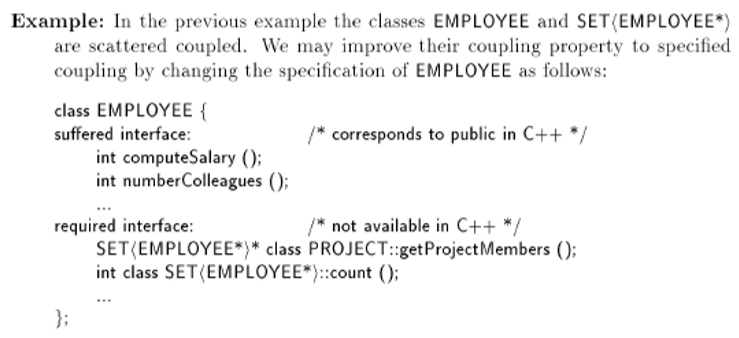 Example: In the previous example the classes EMPLOYEE and SET⟨EMPLOYEE*⟩
are scattered coupled. We may improve their coupling property to specified
coupling by changing the specification of EMPLOYEE as follows:
class EMPLOYEE {
suffered interface: /* corresponds to public in C++ */
int computeSalary ();
int numberColleagues ();
...
required interface: /* not available in C++ */
SET⟨EMPLOYEE*⟩* class PROJECT::getProjectMembers ();
int class SET⟨EMPLOYEE*⟩::count ();
...
};